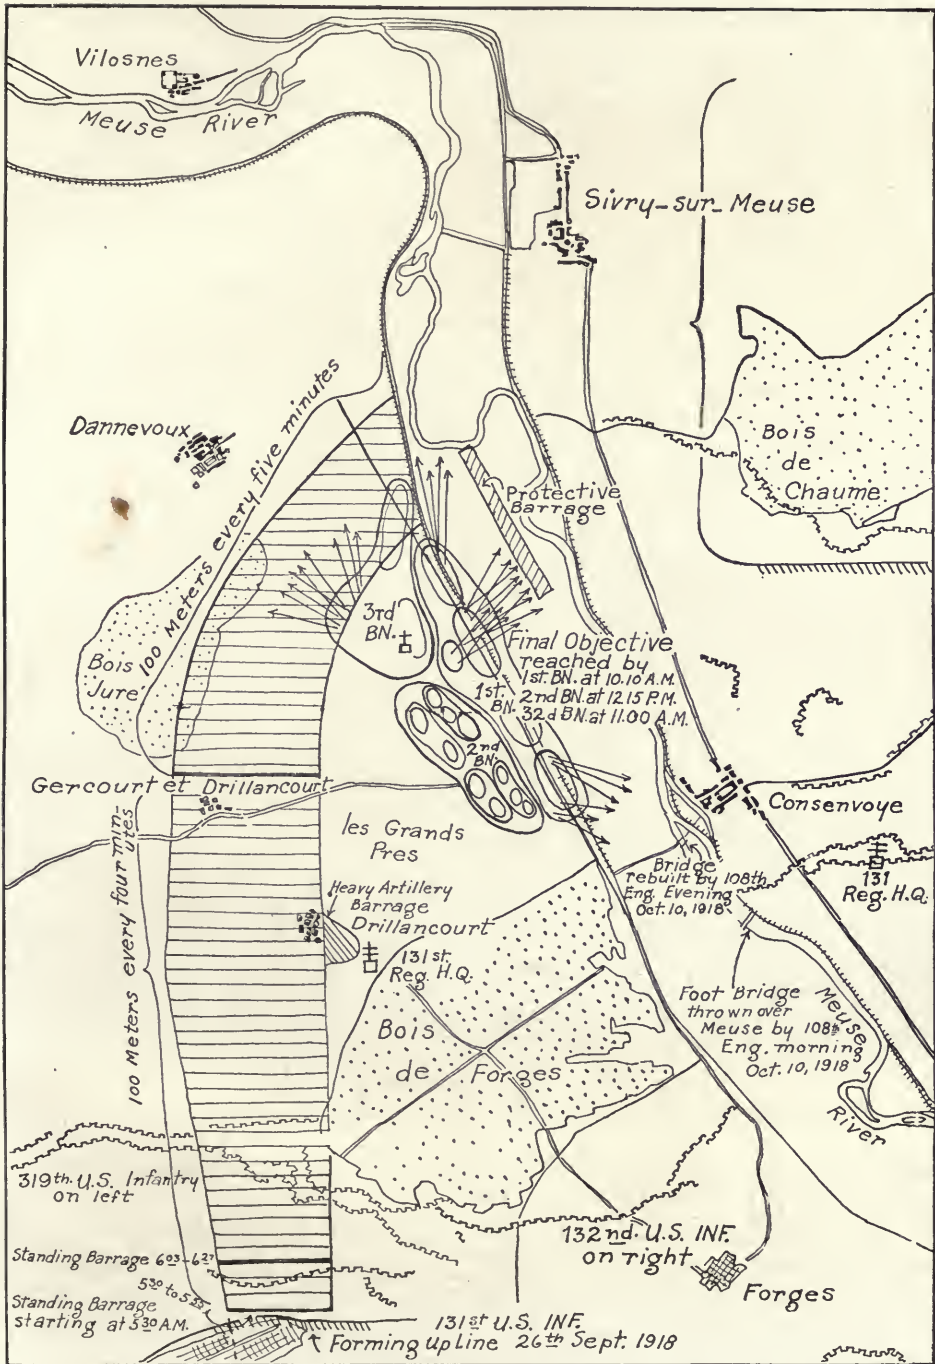 Vilosnes
Meuse River
Sivry-sur-Meuse
Dannevoux
100 Meters every five minutes
Bois
de
Chaume
Protective
Barrage
3rd
BN.
Bois
Juré
Final Objective
reached by
1st. BN. at 10.10 A.M.
2nd BN. at 12.15 P.M.
32d BN. at 11.00 A.M.
1st.
BN.
2nd
BN.
Gercourt et Drillancourt
Consenvoye
les Grands
Pres
131
Reg. H.Q.
Bridge
rebuilt by 108th
Eng. Evening
Oct. 10, 1918
Heavy Artillery
Barrage
Drillancourt
131st.
Reg. H.Q.
100 Meters every four min-
utes
Foot Bridge
thrown over
Meuse by 108th
Eng. morning
Oct. 10, 1918
Meuse
River
Bois
de Forges
319th. U.S. Infantry
on left
132nd. U.S. INF.
on right
Forges
Standing Barrage 6 03 - 6 27
5 30 to 5 55
Standing Barrage
starting at 5 30 A.M.
131st U.S. INF.
Forming Up Line 26th Sept. 1918